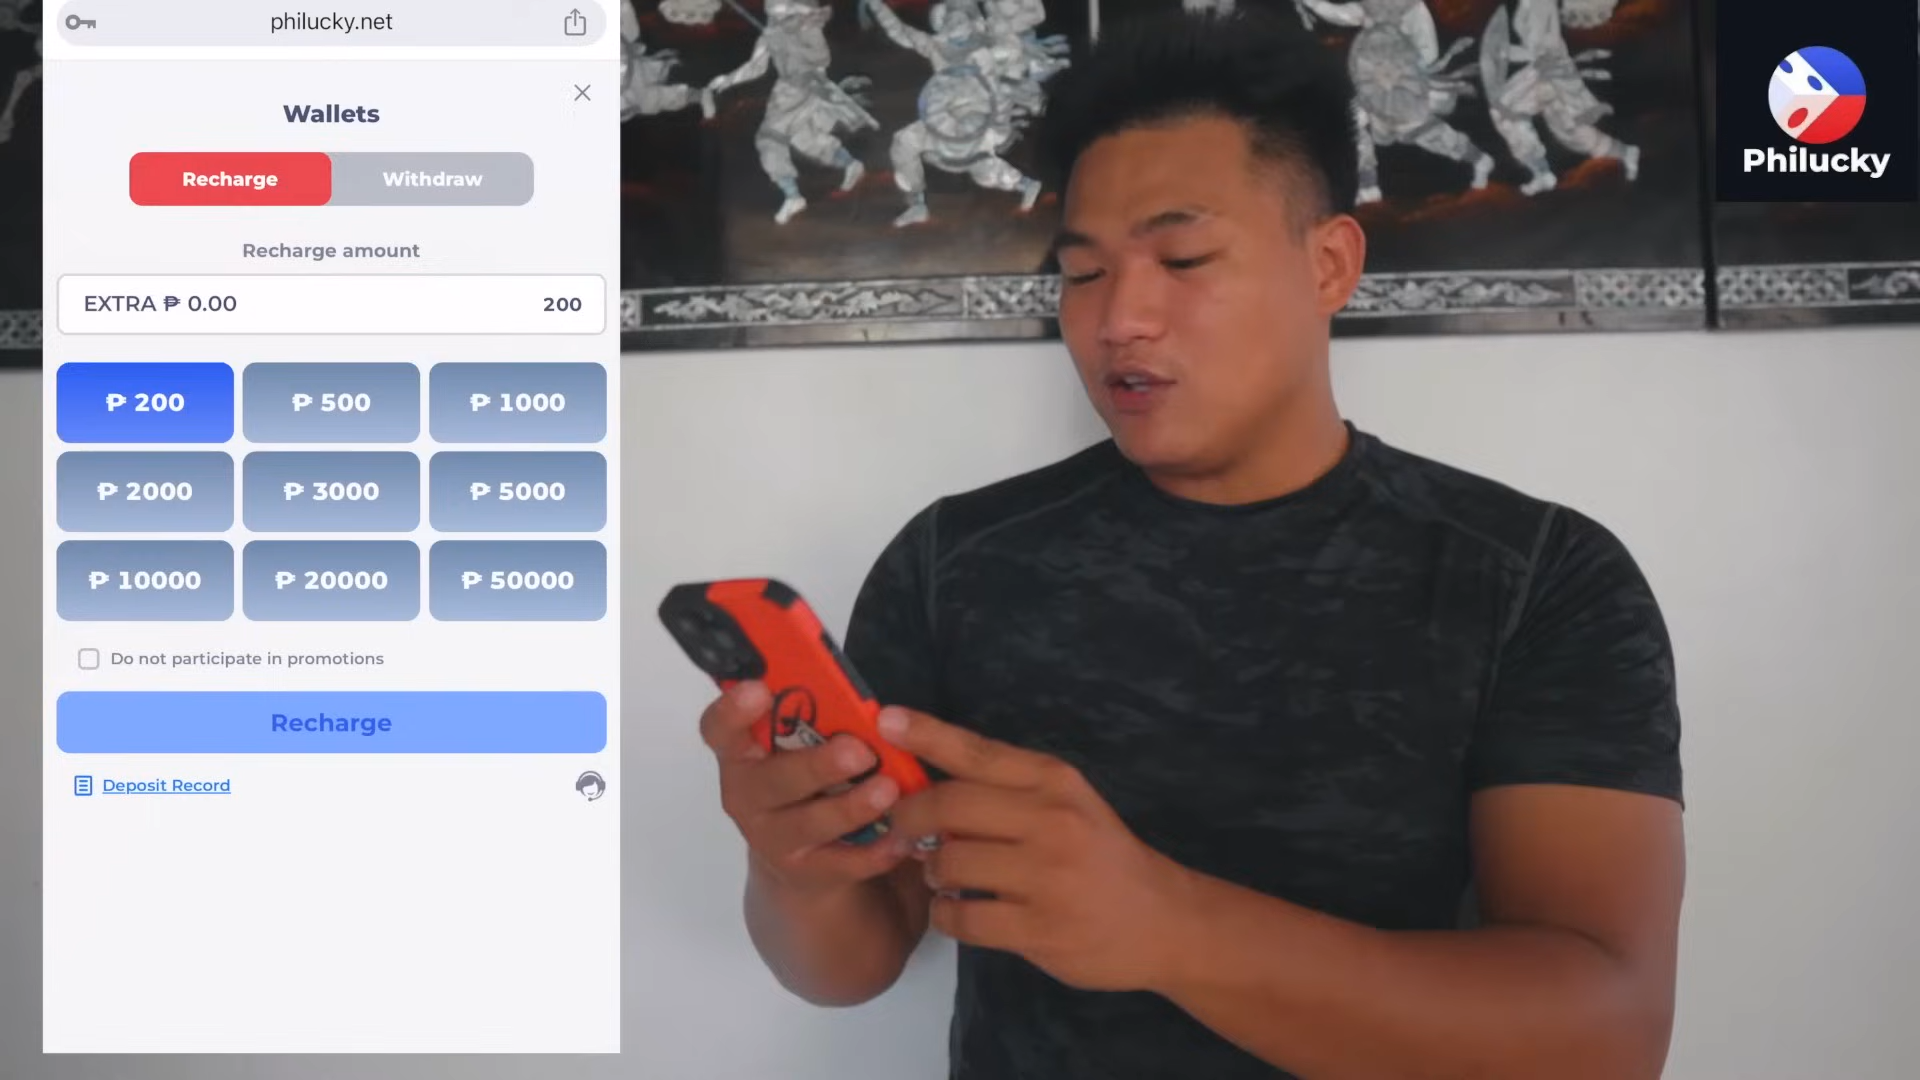 philucky.net
Wallets
Recharge
Withdraw
Recharge amount
EXTRA ₱ 0.00
200
₱ 200
₱ 500
₱ 1000
₱ 2000
₱ 3000
₱ 5000
₱ 10000
₱ 20000
₱ 50000
Do not participate in promotions
Recharge
Deposit Record
Philucky